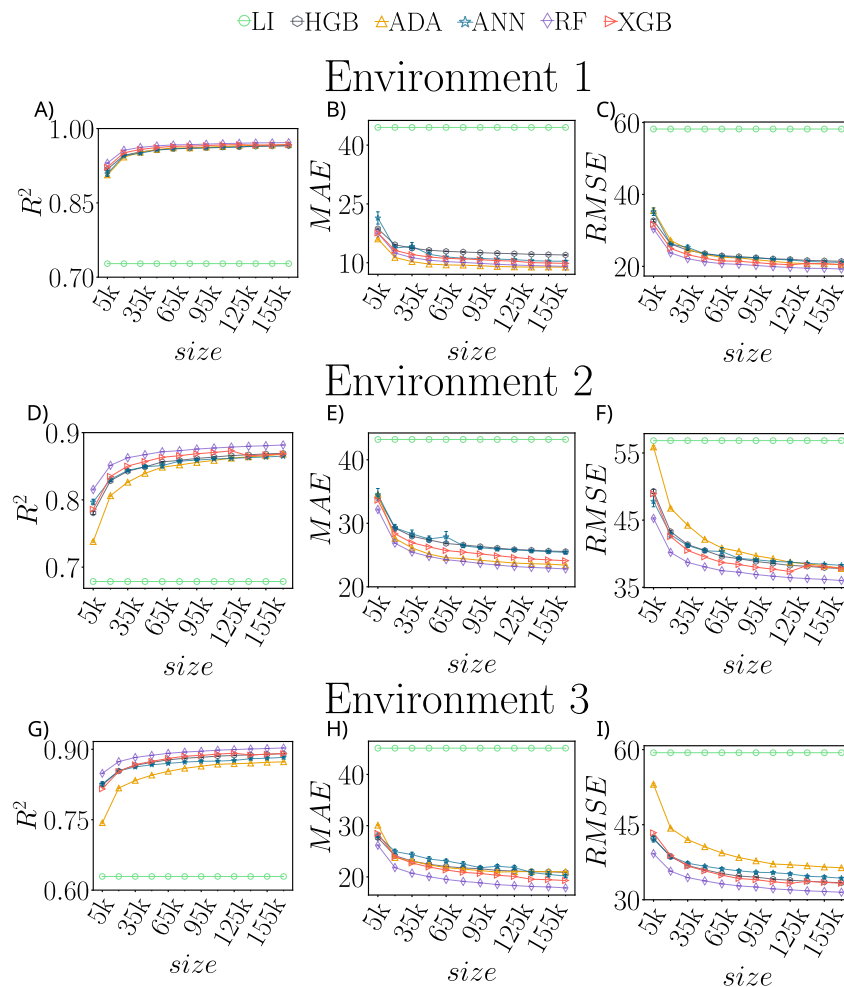 LI HGB ADA ANN RF XGB
Environment 1
A) B) C)
1.00
0.85
0.70
R²
5k 35k 65k 95k 125k 155k
size
40
25
10
MAE
5k 35k 65k 95k 125k 155k
size
60
40
20
RMSE
5k 35k 65k 95k 125k 155k
size
Environment 2
D) E) F)
0.9
0.8
0.7
R²
5k 35k 65k 95k 125k 155k
size
40
30
20
MAE
5k 35k 65k 95k 125k 155k
size
55
45
35
RMSE
5k 35k 65k 95k 125k 155k
size
Environment 3
G) H) I)
0.90
0.75
0.60
R²
5k 35k 65k 95k 125k 155k
size
40
30
20
MAE
5k 35k 65k 95k 125k 155k
size
60
45
30
RMSE
5k 35k 65k 95k 125k 155k
size